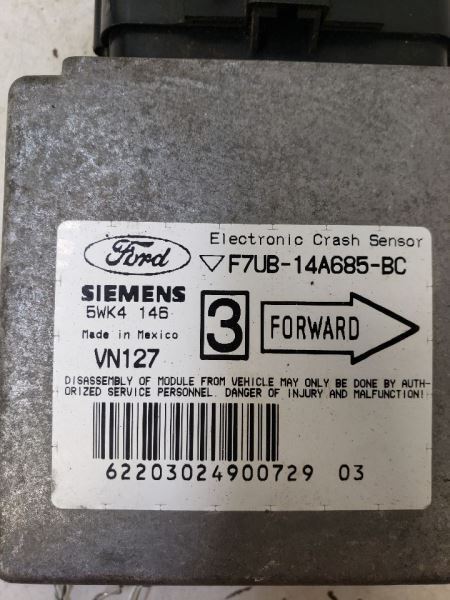 Ford
Electronic Crash Sensor
F7UB-14A685-BC
SIEMENS
5WK4 146
Made in Mexico
VN127
3
FORWARD
DISASSEMBLY OF MODULE FROM VEHICLE MAY ONLY BE DONE BY AUTH-
ORIZED SERVICE PERSONNEL. DANGER OF INJURY AND MALFUNCTION!
62203024900729 03